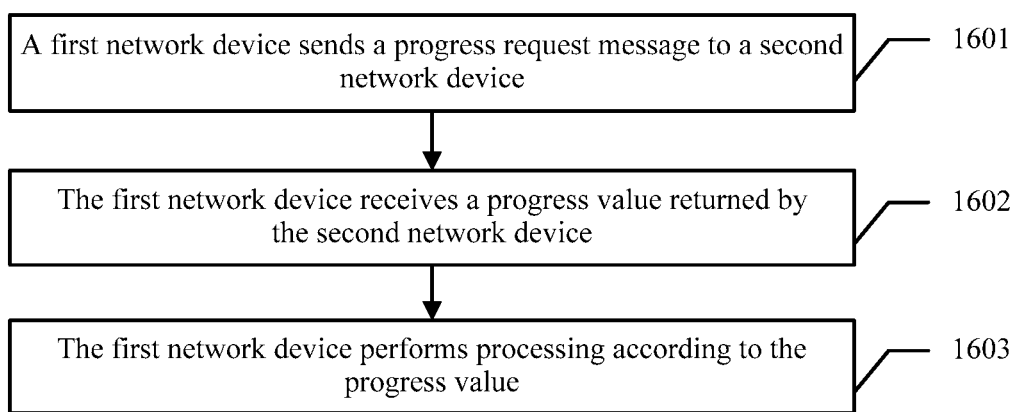 A first network device sends a progress request message to a second
network device
1601
The first network device receives a progress value returned by
the second network device
1602
The first network device performs processing according to the
progress value
1603